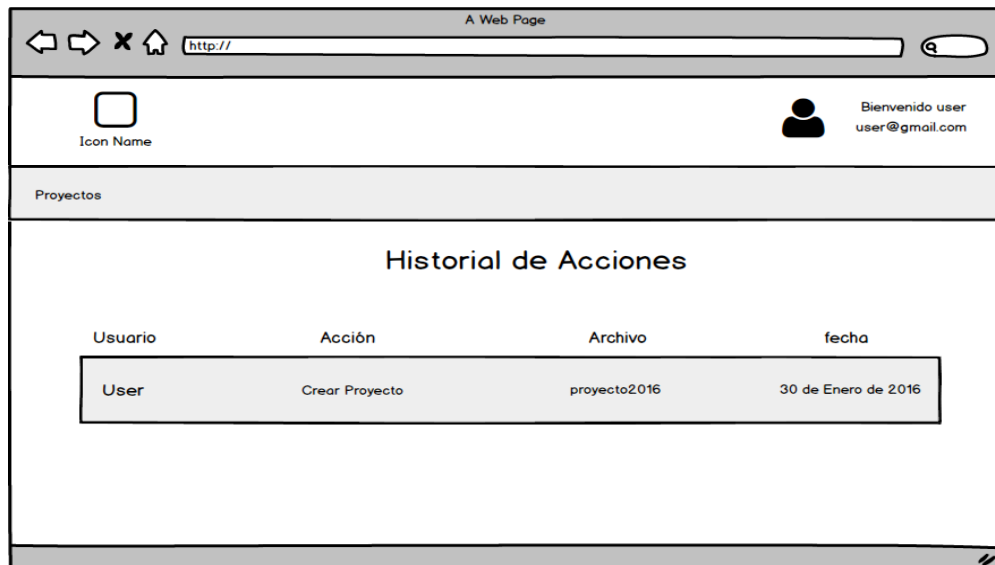 A Web Page
http://
Icon Name
Bienvenido user
user@gmail.com
Proyectos
Historial de Acciones
Usuario Acción Archivo fecha
User Crear Proyecto proyecto2016 30 de Enero de 2016